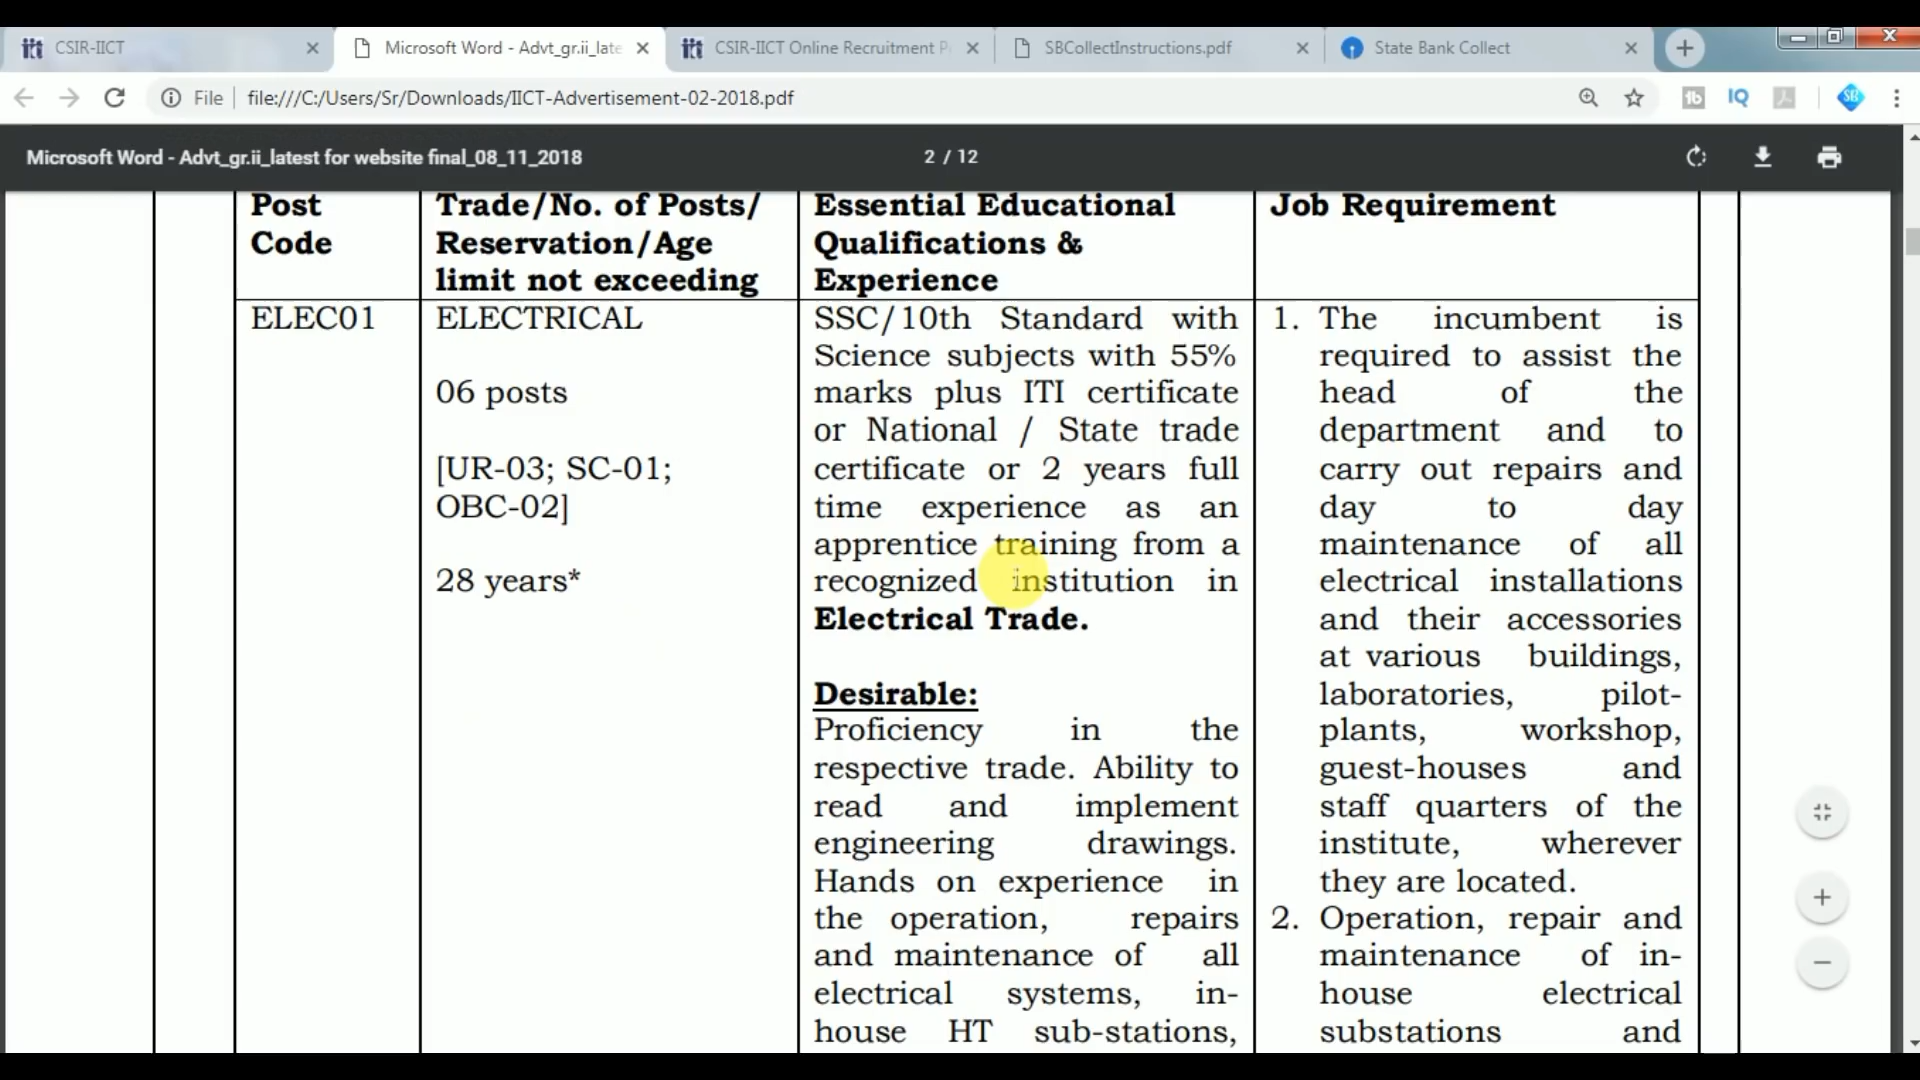 CSIR-IICT
Microsoft Word - Advt_gr.ii_late
CSIR-IICT Online Recruitment P
SBCollectInstructions.pdf
State Bank Collect
File
file:///C:/Users/Sr/Downloads/IICT-Advertisement-02-2018.pdf
Microsoft Word - Advt_gr.ii_latest for website final_08_11_2018
2 / 12
Post
Code
Trade/No. of Posts/
Reservation/Age
limit not exceeding
Essential Educational
Qualifications &
Experience
Job Requirement
ELEC01
ELECTRICAL
06 posts
[UR-03; SC-01;
OBC-02]
28 years*
SSC/10th Standard with
Science subjects with 55%
marks plus ITI certificate
or National / State trade
certificate or 2 years full
time experience as an
apprentice training from a
recognized institution in
Electrical Trade.
Desirable:
Proficiency in the
respective trade. Ability to
read and implement
engineering drawings.
Hands on experience in
the operation, repairs
and maintenance of all
electrical systems, in-
house HT sub-stations,
1. The incumbent is
required to assist the
head of the
department and to
carry out repairs and
day to day
maintenance of all
electrical installations
and their accessories
at various buildings,
laboratories, pilot-
plants, workshop,
guest-houses and
staff quarters of the
institute, wherever
they are located.
2. Operation, repair and
maintenance of in-
house electrical
substations and